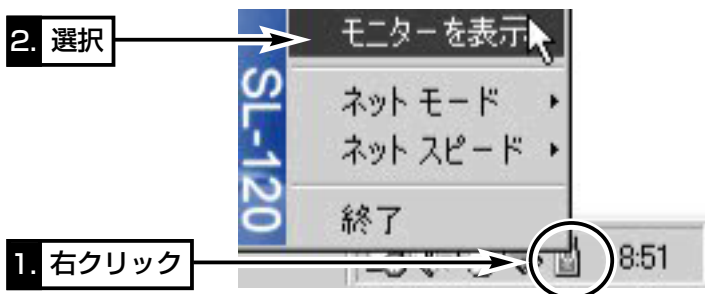 2. 選択
モニターを表示
SL-120
ネット モード
ネット スピード
終了
1. 右クリック
8:51